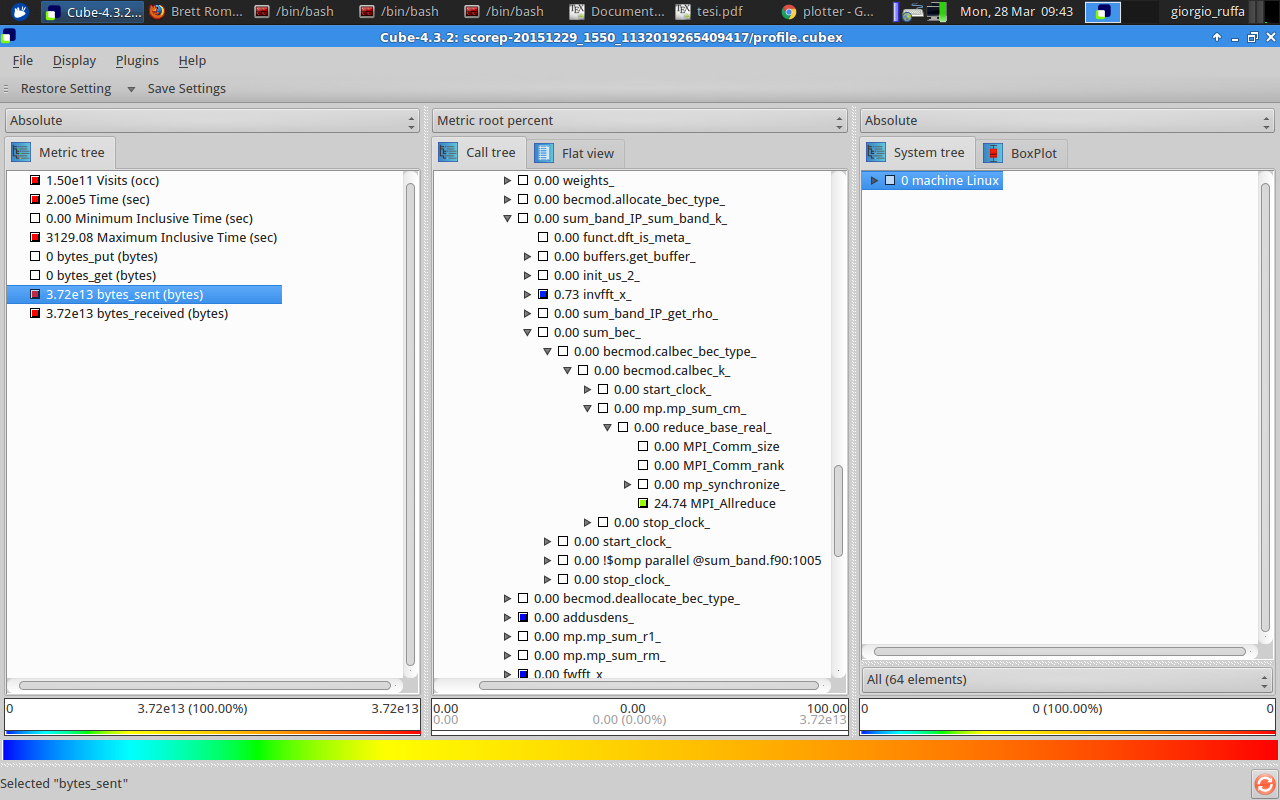 Cube-4.3.2... Brett Rom... /bin/bash /bin/bash /bin/bash Document... tesi.pdf plotter - G... Mon, 28 Mar 09:43 giorgio_ruffa
Cube-4.3.2: scorep-20151229_1550_1132019265409417/profile.cubex
File Display Plugins Help
Restore Setting Save Settings
Absolute
Metric tree
1.50e11 Visits (occ)
2.00e5 Time (sec)
0.00 Minimum Inclusive Time (sec)
3129.08 Maximum Inclusive Time (sec)
0 bytes_put (bytes)
0 bytes_get (bytes)
3.72e13 bytes_sent (bytes)
3.72e13 bytes_received (bytes)
0 3.72e13 (100.00%) 3.72e13
Metric root percent
Call tree Flat view
0.00 weights_
0.00 becmod.allocate_bec_type_
0.00 sum_band_IP_sum_band_k_
0.00 funct.dft_is_meta_
0.00 buffers.get_buffer_
0.00 init_us_2_
0.73 invfft_x_
0.00 sum_band_IP_get_rho_
0.00 sum_bec_
0.00 becmod.calbec_bec_type_
0.00 becmod.calbec_k_
0.00 start_clock_
0.00 mp.mp_sum_cm_
0.00 reduce_base_real_
0.00 MPI_Comm_size
0.00 MPI_Comm_rank
0.00 mp_synchronize_
24.74 MPI_Allreduce
0.00 stop_clock_
0.00 start_clock_
0.00 !$omp parallel @sum_band.f90:1005
0.00 stop_clock_
0.00 becmod.deallocate_bec_type_
0.00 addusdens_
0.00 mp.mp_sum_r1_
0.00 mp.mp_sum_rm_
0.00 fwfft_x_
0.00 0.00 100.00
0.00 0.00 (0.00%) 3.72e13
Absolute
System tree BoxPlot
0 machine Linux
All (64 elements)
0 0 (100.00%) 0
Selected "bytes_sent"